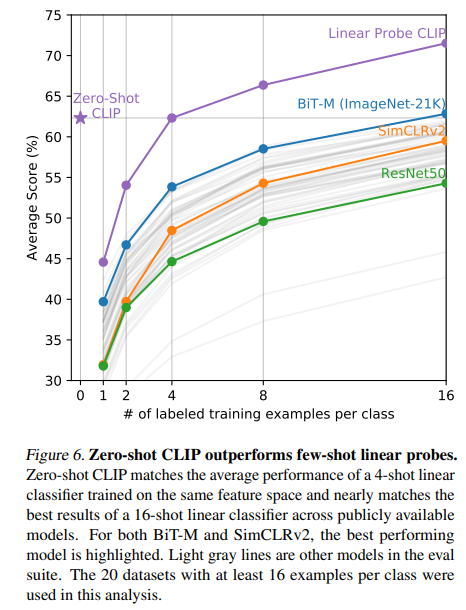 75
70
65
60
55
50
45
40
35
30
Average Score (%)
Linear Probe CLIP
Zero-Shot
CLIP
BiT-M (ImageNet-21K)
SimCLRv2
ResNet50
0 1 2 4 8 16
# of labeled training examples per class
Figure 6. Zero-shot CLIP outperforms few-shot linear probes.
Zero-shot CLIP matches the average performance of a 4-shot linear
classifier trained on the same feature space and nearly matches the
best results of a 16-shot linear classifier across publicly available
models. For both BiT-M and SimCLRv2, the best performing
model is highlighted. Light gray lines are other models in the eval
suite. The 20 datasets with at least 16 examples per class were
used in this analysis.